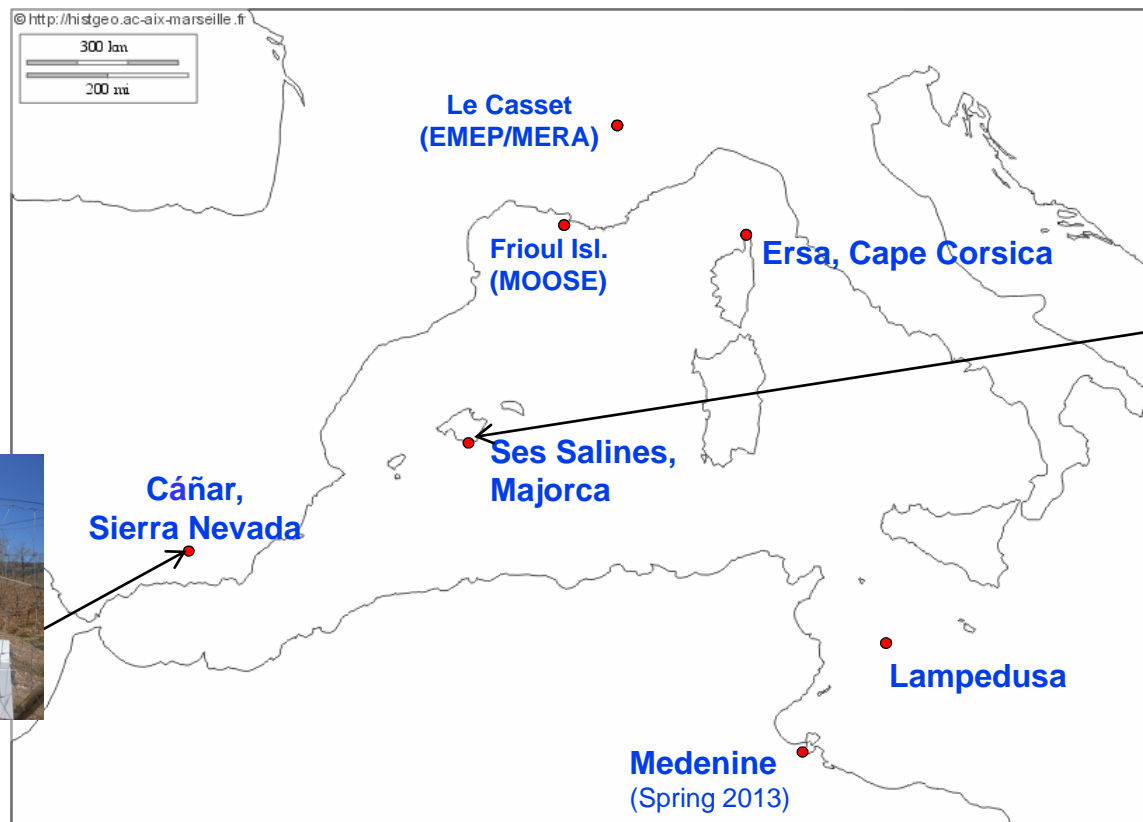 © http://histgeo.ac-aix-marseille.fr
300 km
200 mi
Le Casset
(EMEP/MERA)
Frioul Isl.
(MOOSE)
Ersa, Cape Corsica
Ses Salines,
Majorca
Cáñar,
Sierra Nevada
Lampedusa
Medenine
(Spring 2013)